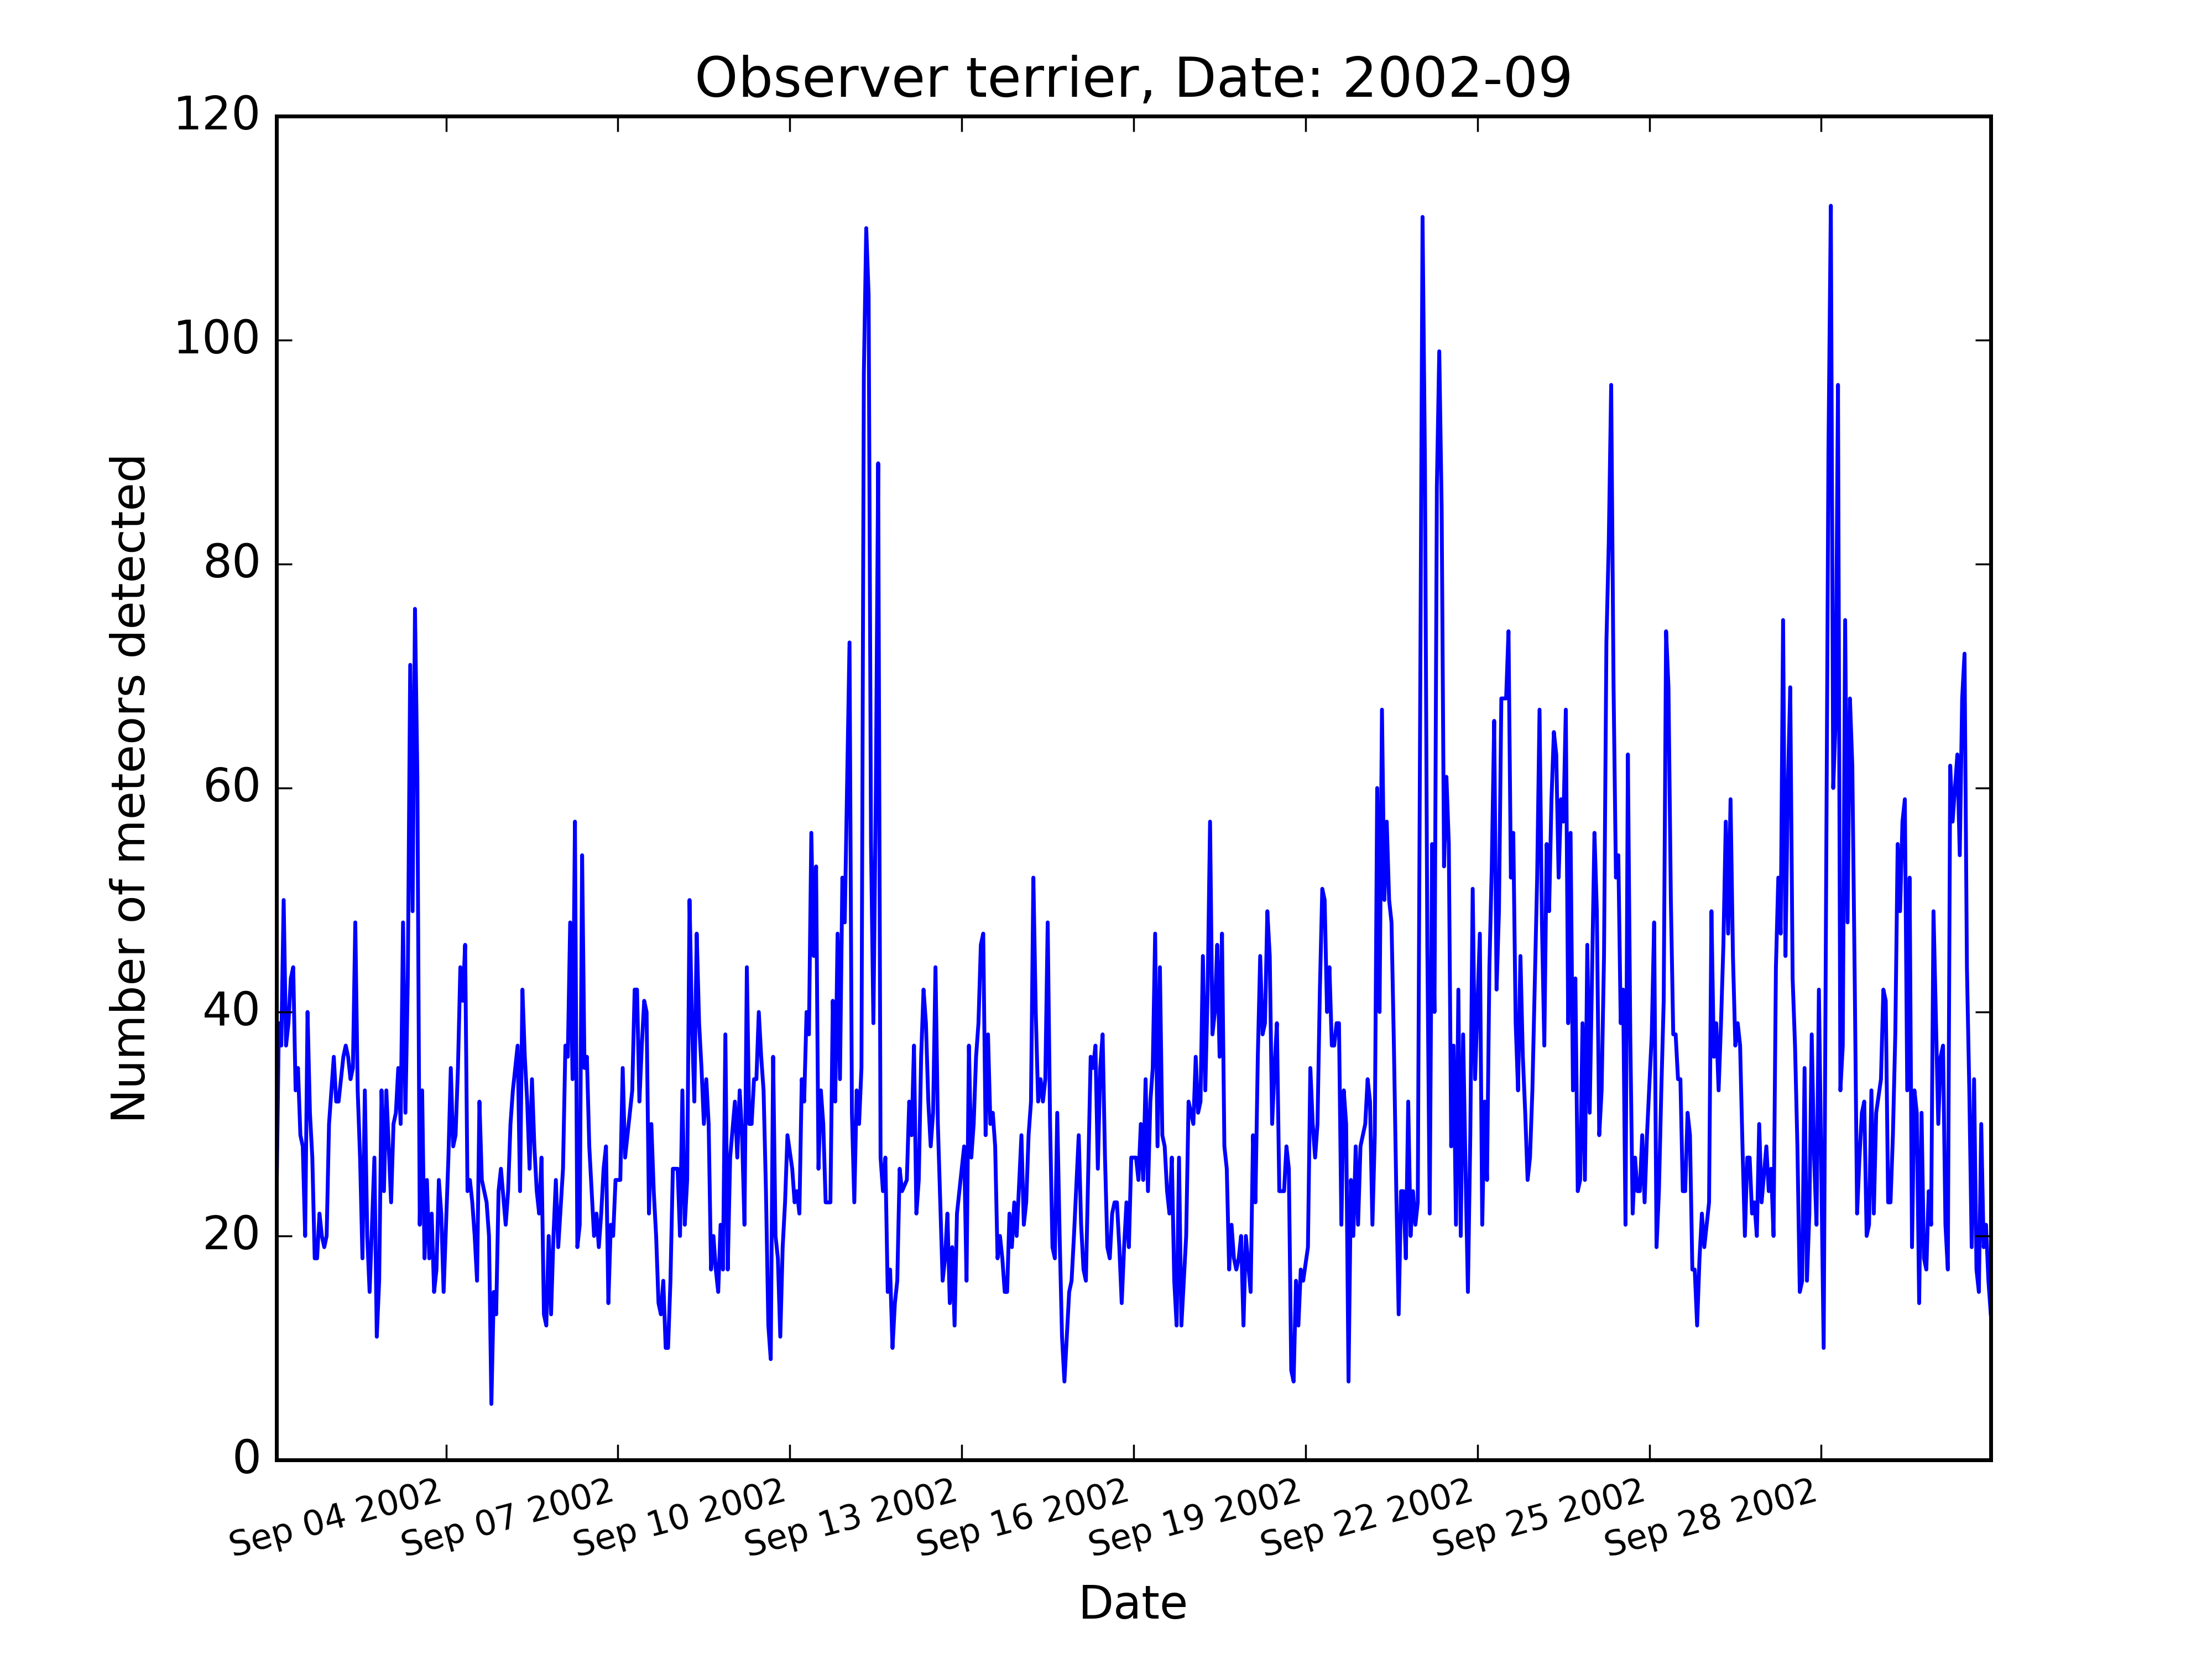 Observer terrier, Date: 2002-09
120
100
80
60
40
20
0
Number of meteors detected
Sep 04 2002
Sep 07 2002
Sep 10 2002
Sep 13 2002
Sep 16 2002
Sep 19 2002
Sep 22 2002
Sep 25 2002
Sep 28 2002
Date